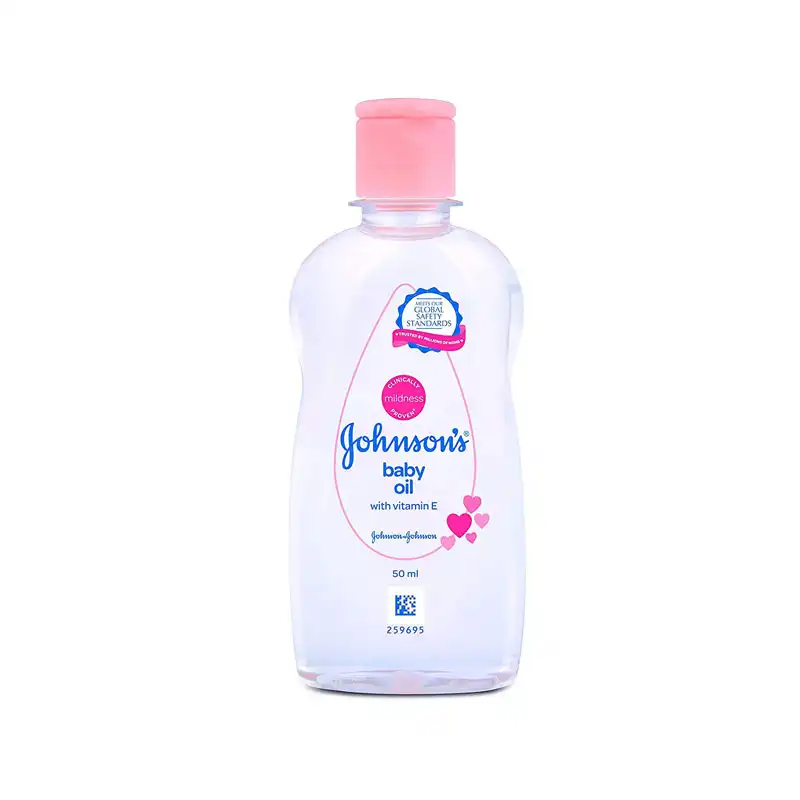 MEETS OUR
GLOBAL
SAFETY
STANDARDS
TRUSTED BY MILLIONS OF MOMS
CLINICALLY
mildness
PROVEN*
Johnson's®
baby
oil
with vitamin E
Johnson & Johnson
50 ml
259695